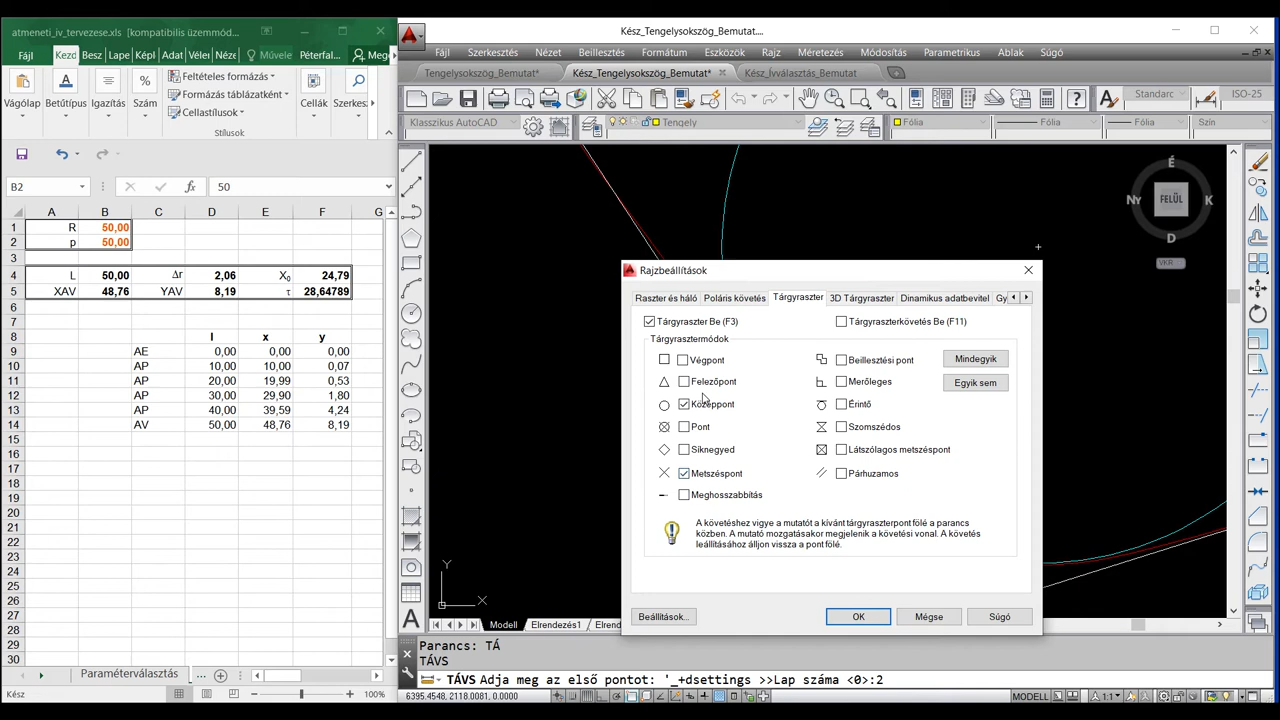 atmeneti_iv_tervezese.xls [kompatibilis üzemmód
Fájl Kezd Besz Lape Képl Adat Vélei Néze Művele Péterfal... Mego
Vágólap Betűtípus Igazítás Szám Feltételes formázás Formázás táblázatként Cellastílusok Cellák Szerkesz
Stílusok
B2 fx 50
A B C D E F G
1 R 50,00
2 p 50,00
3
4 L 50,00 Δr 2,06 X0 24,79
5 XAV 48,76 YAV 8,19 τ 28,64789
6
7
8 l x y
9 AE 0,00 0,00 0,00
10 AP 10,00 10,00 0,07
11 AP 20,00 19,99 0,53
12 AP 30,00 29,90 1,80
13 AP 40,00 39,59 4,24
14 AV 50,00 48,76 8,19
15
16
17
18
19
20
21
22
23
24
25
26
27
28
29
30
Paraméterválasztás ...
Kész 100%
Kész_Tengelysokszög_Bemutat....
Fájl Szerkesztés Nézet Beillesztés Formátum Eszközök Rajz Méretezés Módosítás Parametrikus Ablak Súgó
Tengelysokszög_Bemutat* Kész_Tengelysokszög_Bemutat* Kész_Ívválasztás_Bemutat
Standarc ISO-25
Klasszikus AutoCAD Tengely Fólia Fólia Fólia Szín
É
NY FELÜL K
D
VKR
Rajzbeállítások
Raszter és háló Poláris követés Tárgyraszter 3D Tárgyraszter Dinamikus adatbevitel Gy
Tárgyraszter Be (F3) Tárgyraszterkövetés Be (F11)
Tárgyrasztermódok
Végpont Beillesztési pont Mindegyik
Felezőpont Merőleges Egyik sem
Középpont Érintő
Pont Szomszédos
Síknegyed Látszólagos metszéspont
Metszéspont Párhuzamos
Meghosszabbítás
A követéshez vigye a mutatót a kívánt tárgyraszterpont fölé a parancs
közben. A mutató mozgatásakor megjelenik a követési vonal. A követés
leállításához álljon vissza a pont fölé.
Beállítások... OK Mégse Súgó
Y
X
Modell Elrendezés1 Elrend
Parancs: TÁ
TÁVS
TÁVS Adja meg az első pontot: '_+dsettings >>Lap száma <0>:2
6395.4548, 2118.0081, 0.0000 MODELL 1:1